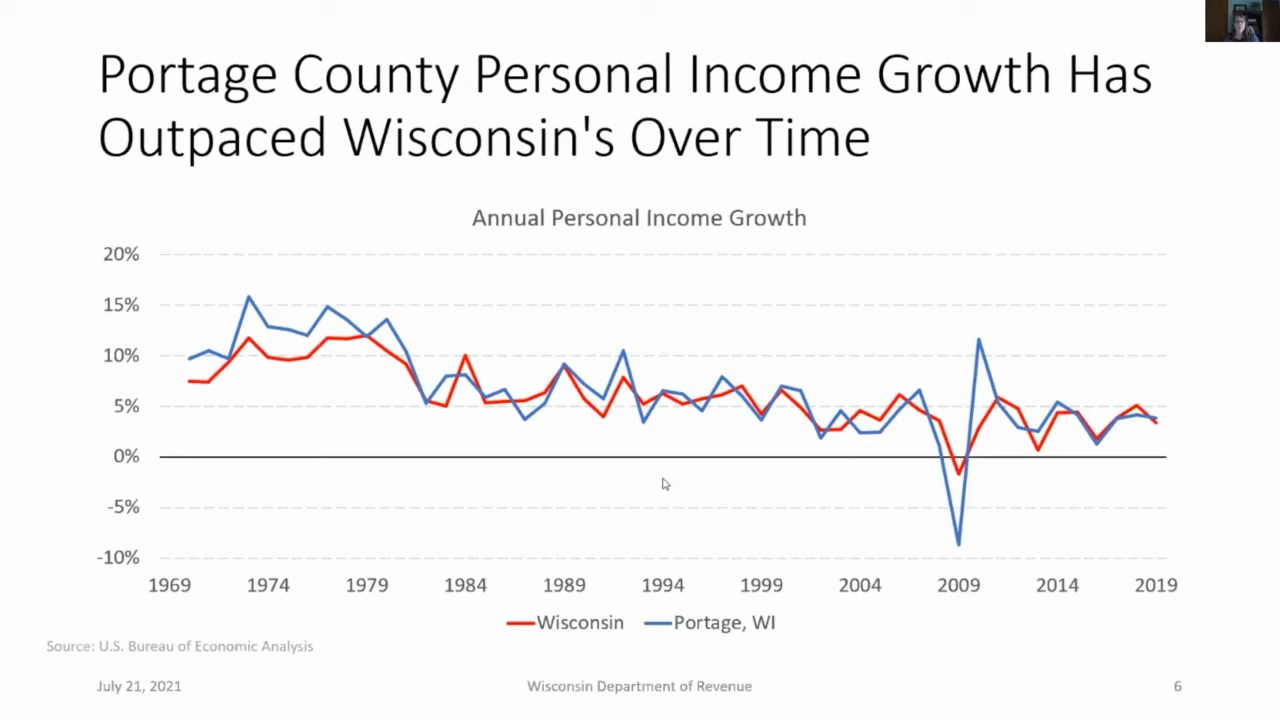 Portage County Personal Income Growth Has
Outpaced Wisconsin's Over Time
Annual Personal Income Growth
20%
15%
10%
5%
0%
-5%
-10%
1969 1974 1979 1984 1989 1994 1999 2004 2009 2014 2019
Wisconsin Portage, WI
Source: U.S. Bureau of Economic Analysis
July 21, 2021 Wisconsin Department of Revenue 6